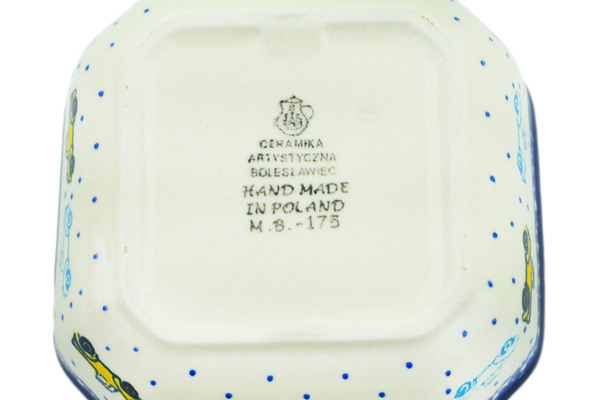 CERAMIKA
ARTYSTYCZNA
BOLESŁAWIEC
HAND MADE
IN POLAND
M.B.-175